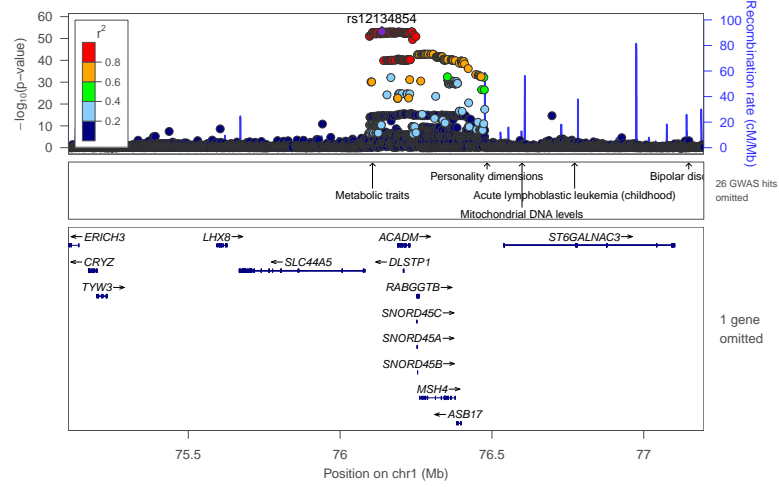 rs12134854
60
50
40
30
20
10
0
−log10(p−value)
r2
0.8
0.6
0.4
0.2
100
80
60
40
20
0
Recombination rate (cM/Mb)
Personality dimensions
Metabolic traits
Acute lymphoblastic leukemia (childhood)
Mitochondrial DNA levels
26 GWAS hits
omitted
ERICH3
LHX8
ACADM
ST6GALNAC3
CRYZ
SLC44A5
DLSTP1
TYW3
RABGGTB
SNORD45C
SNORD45A
SNORD45B
MSH4
ASB17
1 gene
omitted
75.5
76
76.5
77
Position on chr1 (Mb)